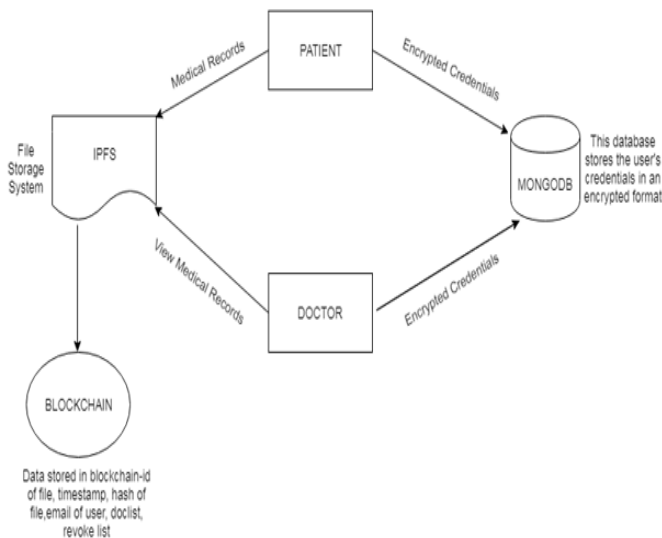 PATIENT
Medical Records
Encrypted Credentials
File
Storage
System
IPFS
MONGODB
This database
stores the user's
credentials in an
encrypted format
View Medical Records
DOCTOR
Encrypted Credentials
BLOCKCHAIN
Data stored in blockchain-id
of file, timestamp, hash of
file,email of user, doclist,
revoke list